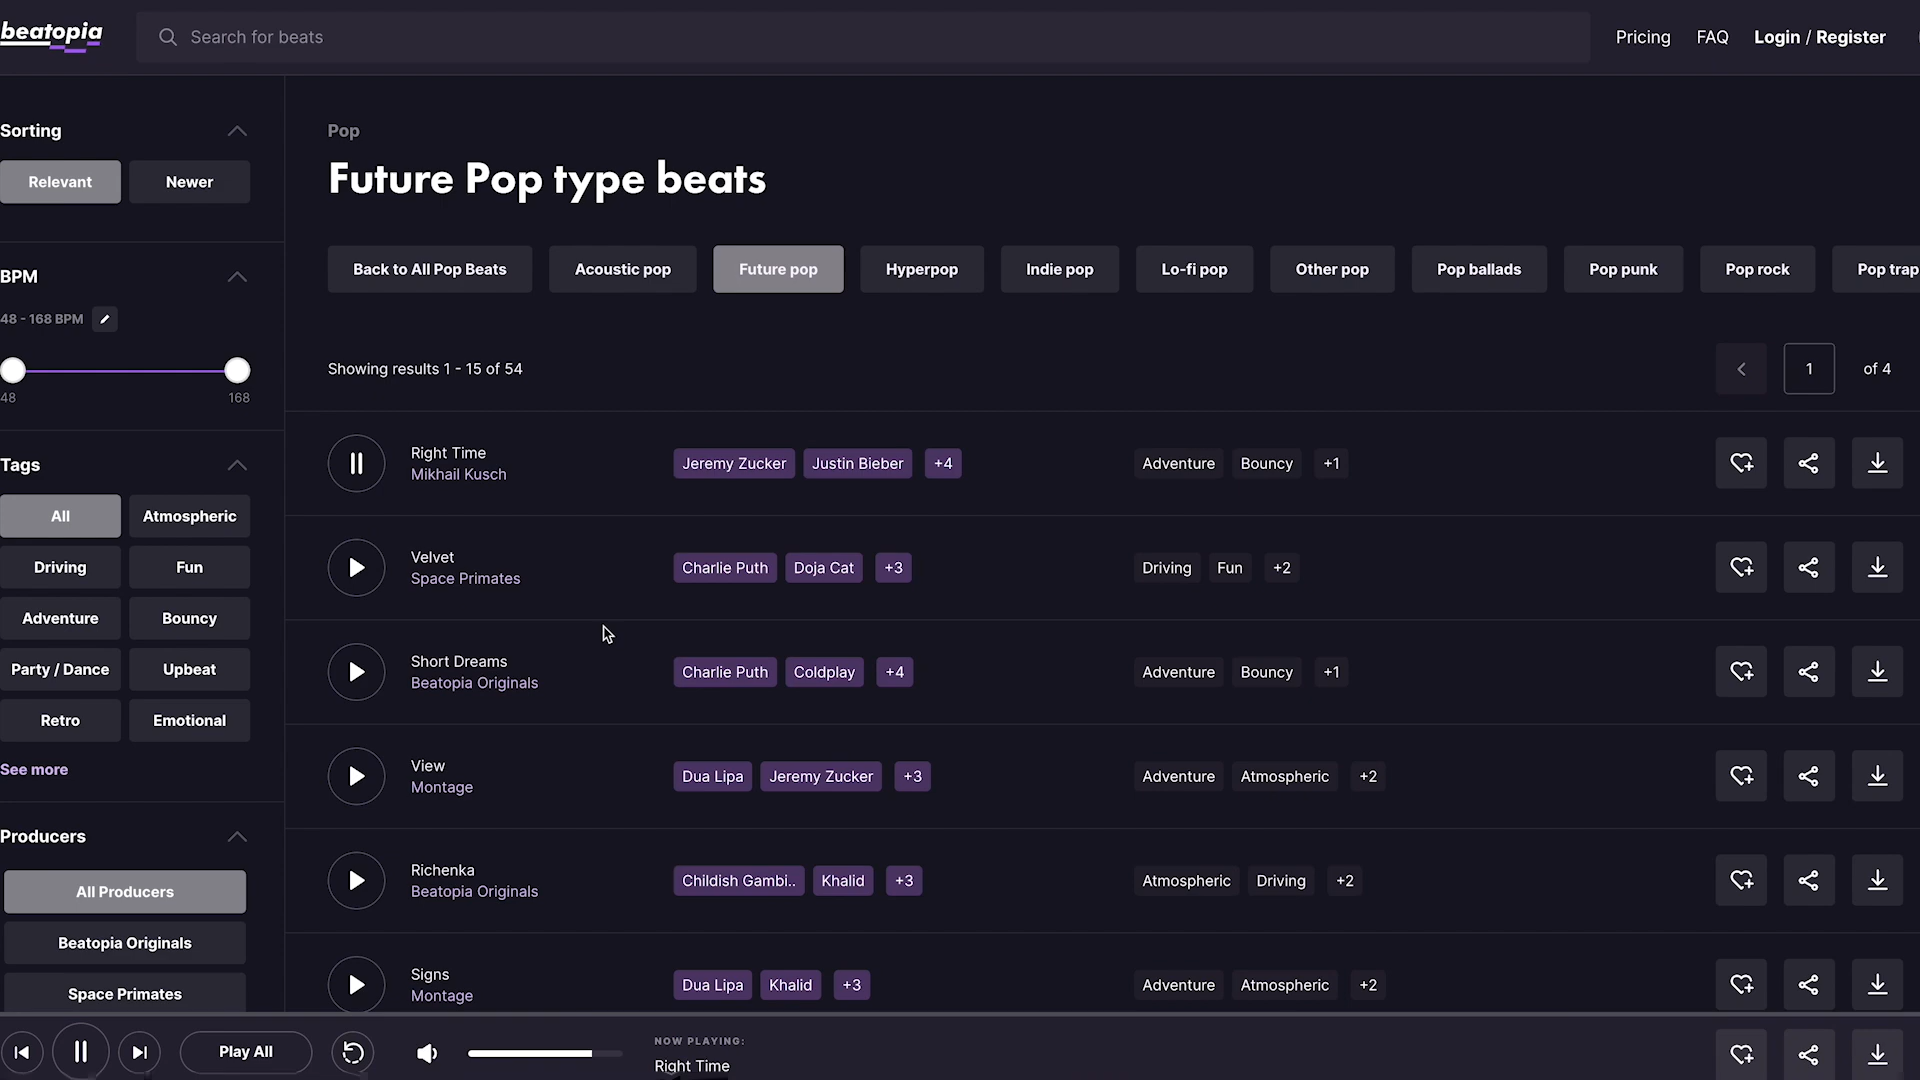 beatopia
Search for beats
Pricing FAQ Login / Register
Sorting
Relevant Newer
BPM
48 - 168 BPM
48 168
Tags
All Atmospheric
Driving Fun
Adventure Bouncy
Party / Dance Upbeat
Retro Emotional
See more
Producers
All Producers
Beatopia Originals
Space Primates
Pop
Future Pop type beats
Back to All Pop Beats Acoustic pop Future pop Hyperpop Indie pop Lo-fi pop Other pop Pop ballads Pop punk Pop rock Pop trap
Showing results 1 - 15 of 54
1 of 4
Right Time
Mikhail Kusch
Jeremy Zucker Justin Bieber +4
Adventure Bouncy +1
Velvet
Space Primates
Charlie Puth Doja Cat +3
Driving Fun +2
Short Dreams
Beatopia Originals
Charlie Puth Coldplay +4
Adventure Bouncy +1
View
Montage
Dua Lipa Jeremy Zucker +3
Adventure Atmospheric +2
Richenka
Beatopia Originals
Childish Gambi.. Khalid +3
Atmospheric Driving +2
Signs
Montage
Dua Lipa Khalid +3
Adventure Atmospheric +2
Play All
NOW PLAYING:
Right Time